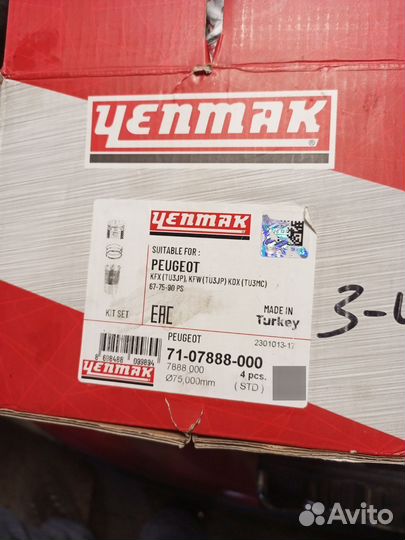 YENMAK
YENMAK
SUITABLE FOR :
PEUGEOT
KFX (TU3JP), KFW (TU3JP) KDX (TU3MC)
67-75-90 PS
KIT SET
EAC
MADE IN
Turkey
2301013-17
PEUGEOT
71-07888-000
7888 000
4 pcs.
Ø75,000mm
( STD )
YENMAK
Avito